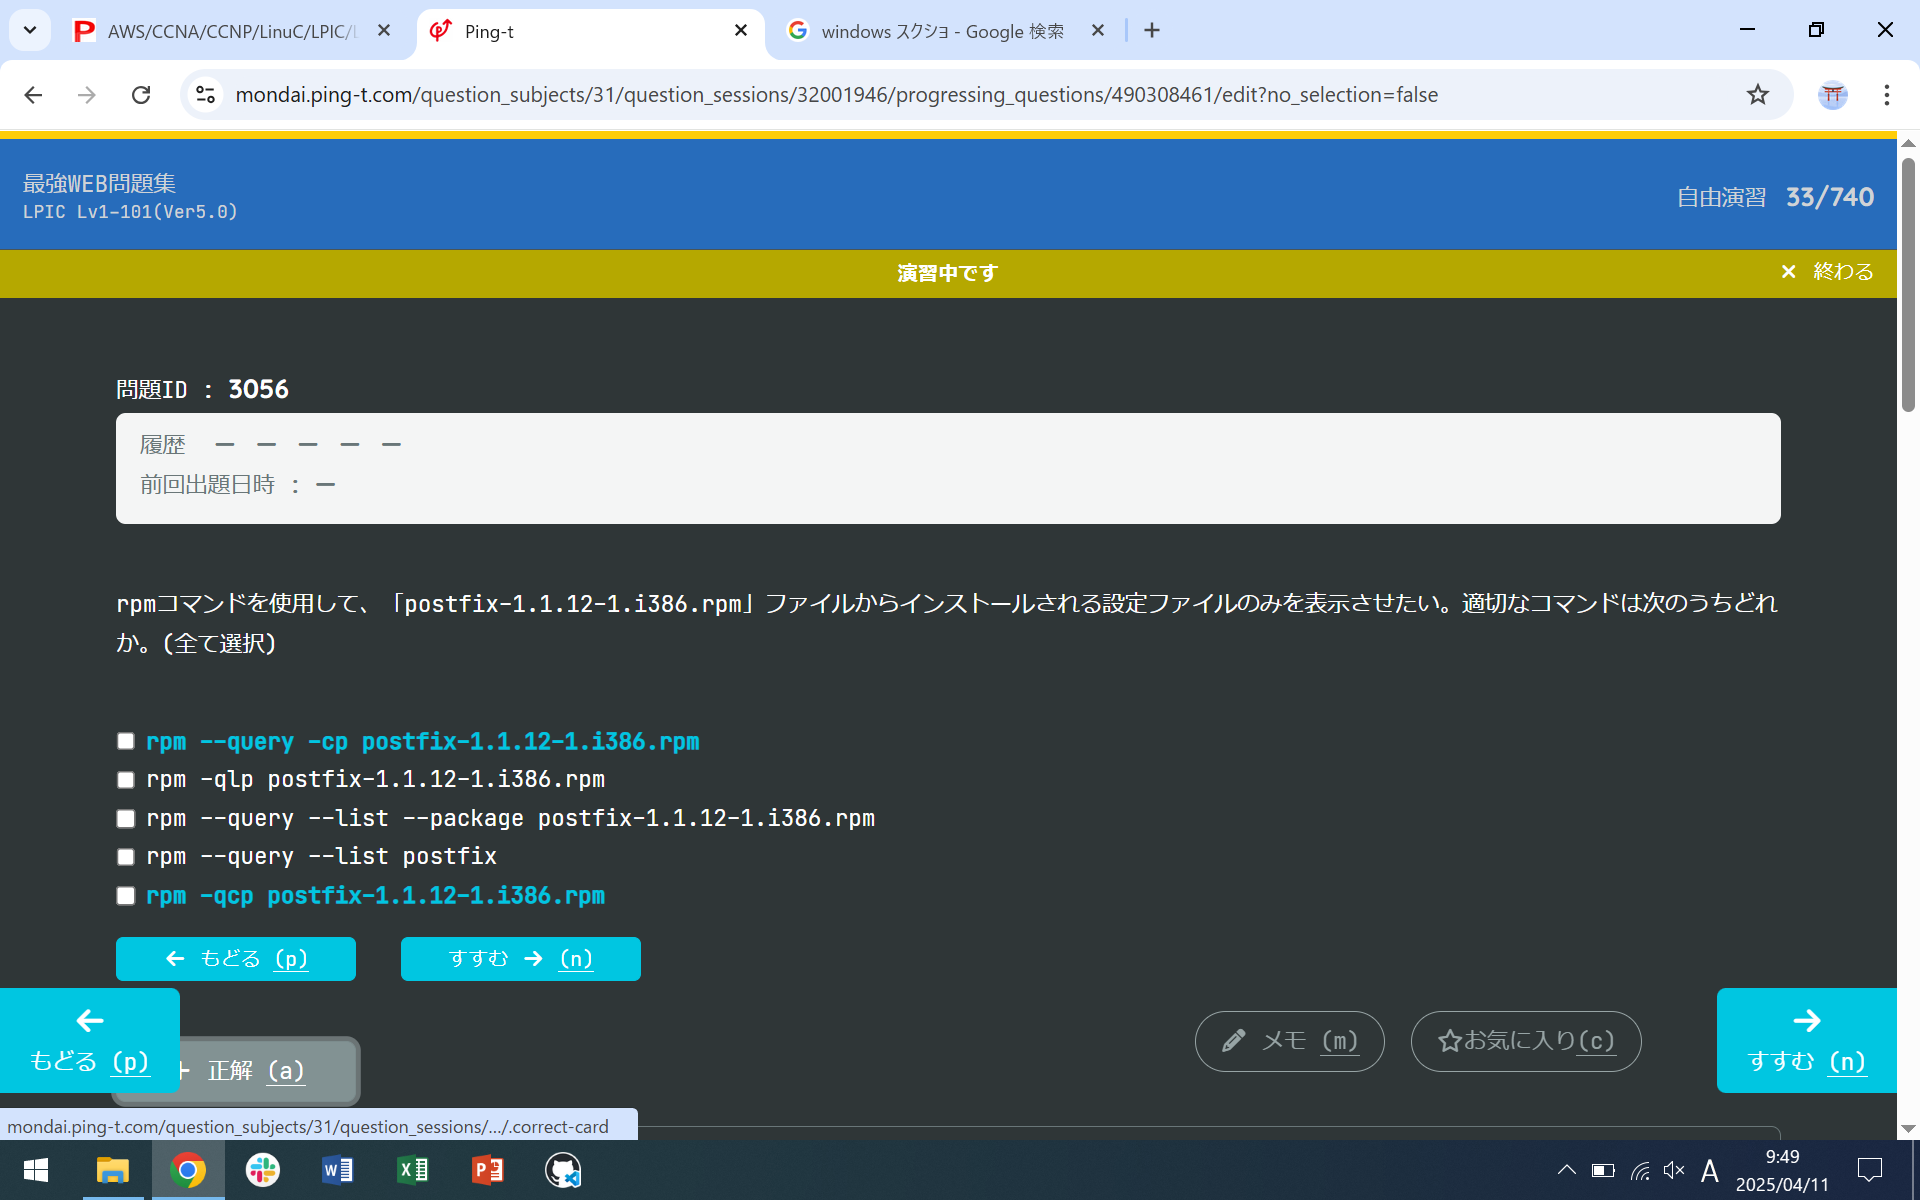 AWS/CCNA/CCNP/LinuC/LPIC/
Ping-t
windows スクショ - Google 検索
mondai.ping-t.com/question_subjects/31/question_sessions/32001946/progressing_questions/490308461/edit?no_selection=false
最強WEB問題集
LPIC Lv1-101(Ver5.0)
自由演習 33/740
演習中です
× 終わる
問題ID : 3056
履歴 ー ー ー ー ー
前回出題日時 : ー
rpmコマンドを使用して、「postfix-1.1.12-1.i386.rpm」ファイルからインストールされる設定ファイルのみを表示させたい。適切なコマンドは次のうちどれ
か。(全て選択)
rpm --query -cp postfix-1.1.12-1.i386.rpm
rpm -qlp postfix-1.1.12-1.i386.rpm
rpm --query --list --package postfix-1.1.12-1.i386.rpm
rpm --query --list postfix
rpm -qcp postfix-1.1.12-1.i386.rpm
← もどる (p)
すすむ → (n)
←
もどる (p)
+ 正解 (a)
メモ (m)
☆お気に入り(c)
→
すすむ (n)
mondai.ping-t.com/question_subjects/31/question_sessions/.../.correct-card
A
9:49
2025/04/11